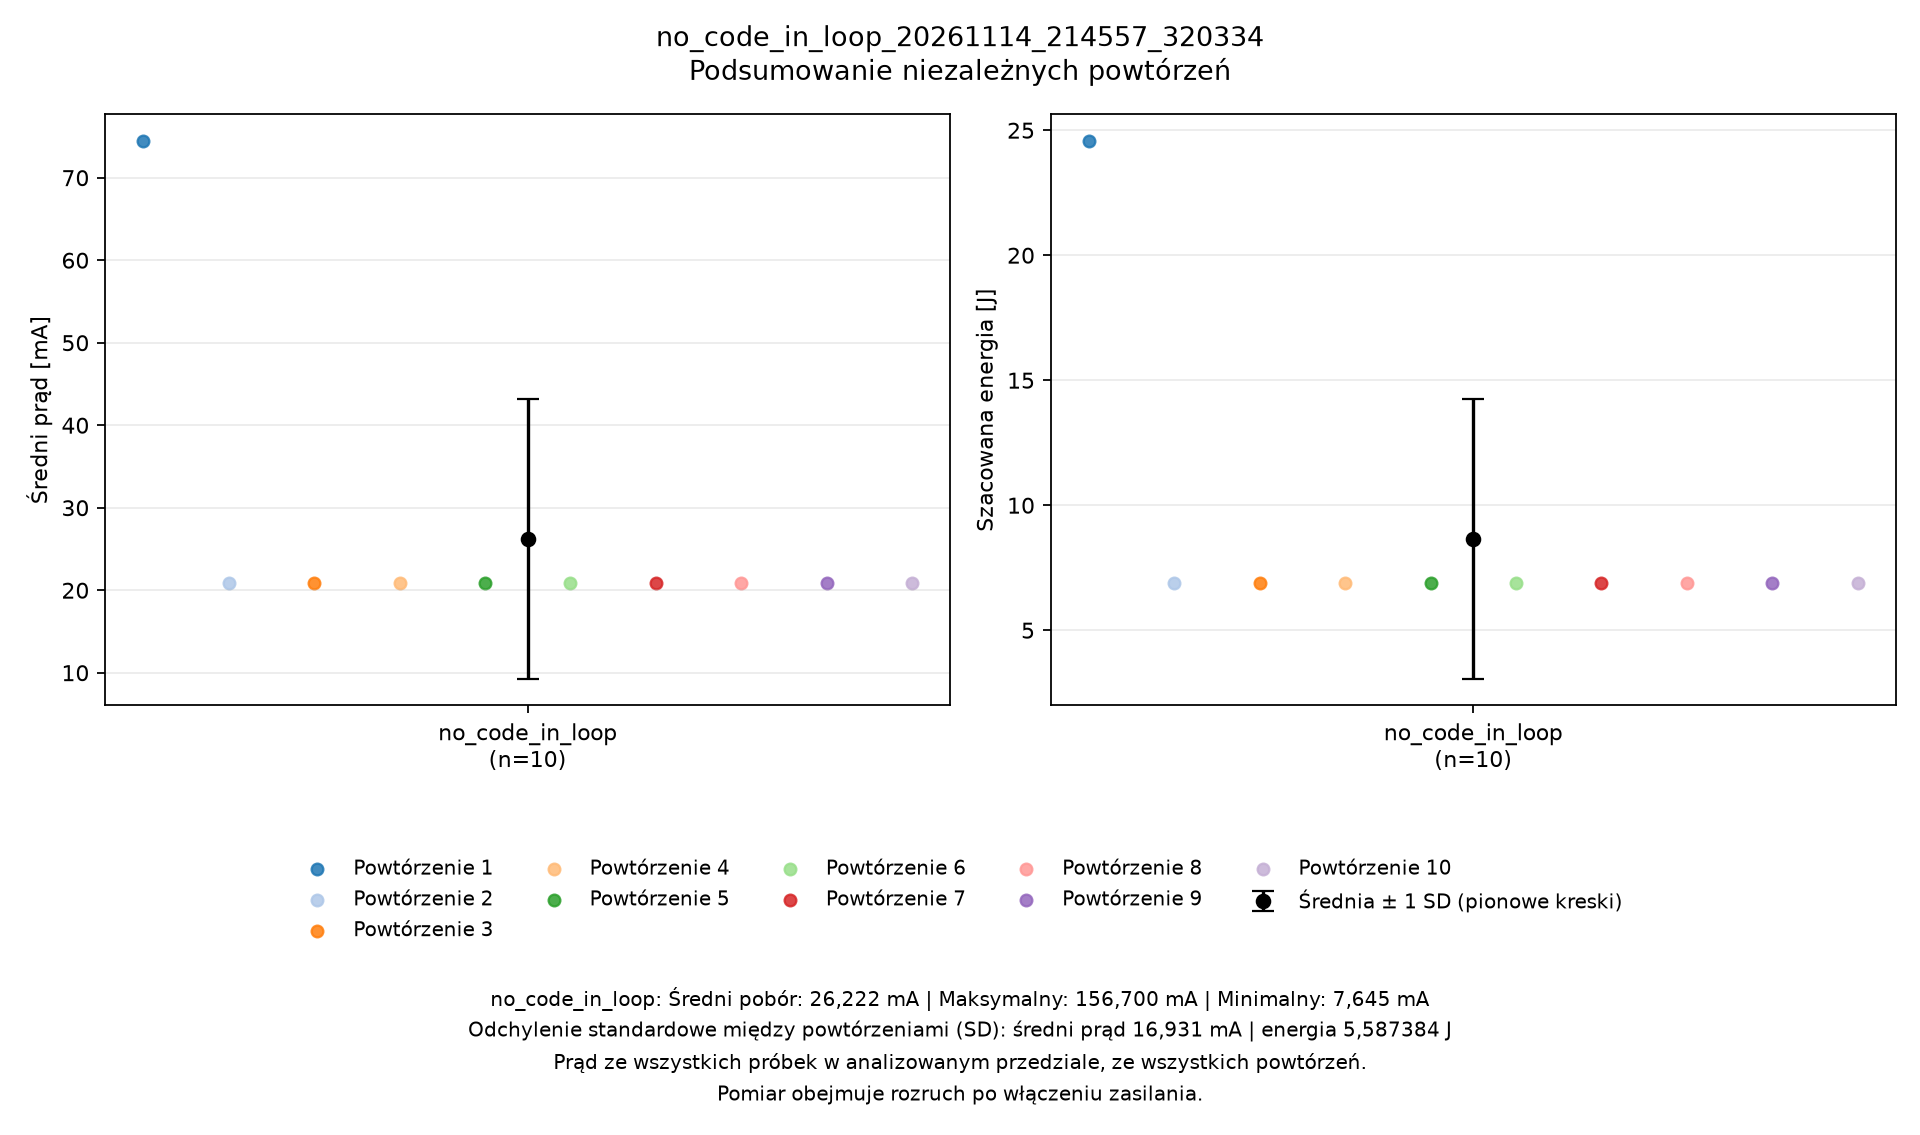 no_code_in_loop_20261114_214557_320334
Podsumowanie niezależnych powtórzeń
Średni prąd [mA]
70
60
50
40
30
20
10
no_code_in_loop
(n=10)
Szacowana energia [J]
25
20
15
10
5
no_code_in_loop
(n=10)
Powtórzenie 1
Powtórzenie 2
Powtórzenie 3
Powtórzenie 4
Powtórzenie 5
Powtórzenie 6
Powtórzenie 7
Powtórzenie 8
Powtórzenie 9
Powtórzenie 10
Średnia ± 1 SD (pionowe kreski)
no_code_in_loop: Średni pobór: 26,222 mA | Maksymalny: 156,700 mA | Minimalny: 7,645 mA
Odchylenie standardowe między powtórzeniami (SD): średni prąd 16,931 mA | energia 5,587384 J
Prąd ze wszystkich próbek w analizowanym przedziale, ze wszystkich powtórzeń.
Pomiar obejmuje rozruch po włączeniu zasilania.